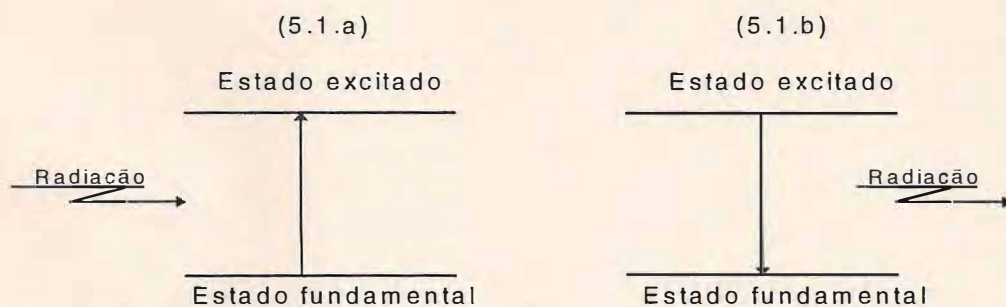 (5.1.a)
(5.1.b)
Estado excitado
Estado excitado
Radiação
Radiação
Estado fundamental
Estado fundamental